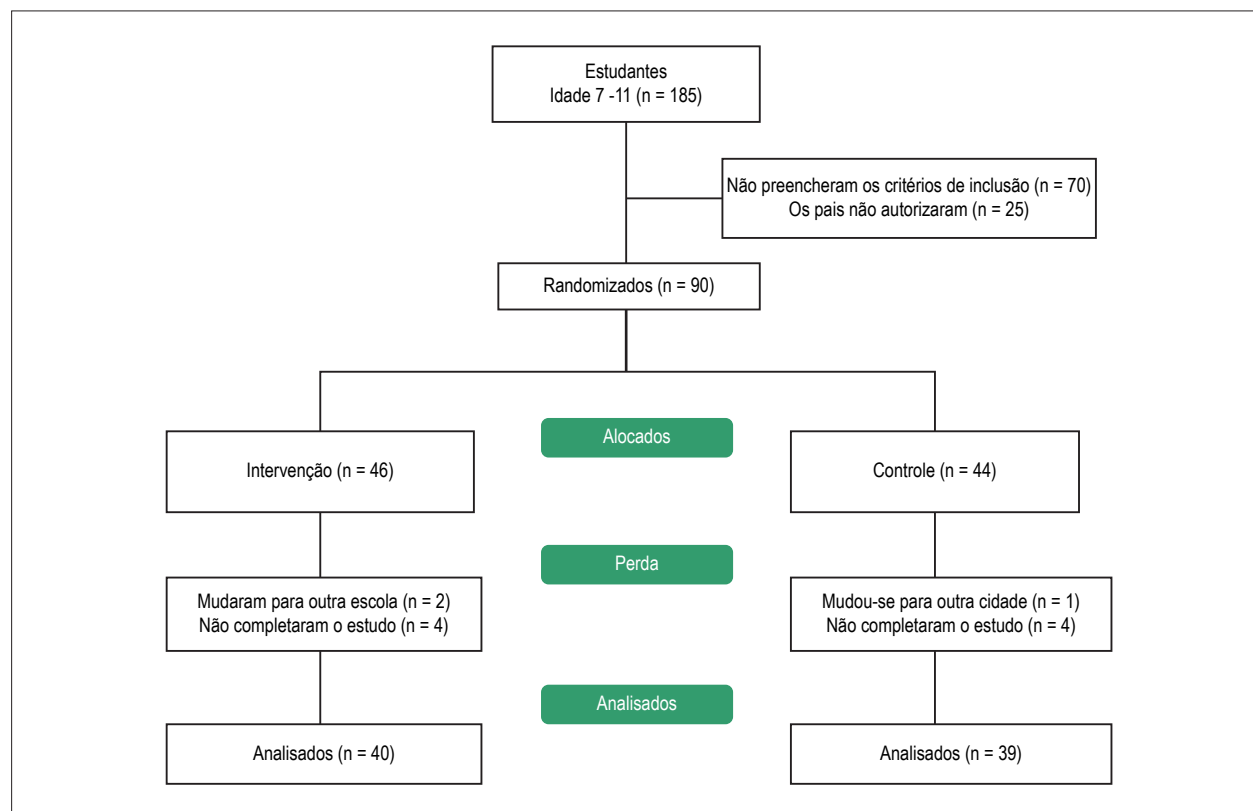 Estudantes
Idade 7 -11 (n = 185)
Não preencheram os critérios de inclusão (n = 70)
Os pais não autorizaram (n = 25)
Randomizados (n = 90)
Alocados
Intervenção (n = 46)
Controle (n = 44)
Perda
Mudaram para outra escola (n = 2)
Não completaram o estudo (n = 4)
Mudou-se para outra cidade (n = 1)
Não completaram o estudo (n = 4)
Analisados
Analisados (n = 40)
Analisados (n = 39)